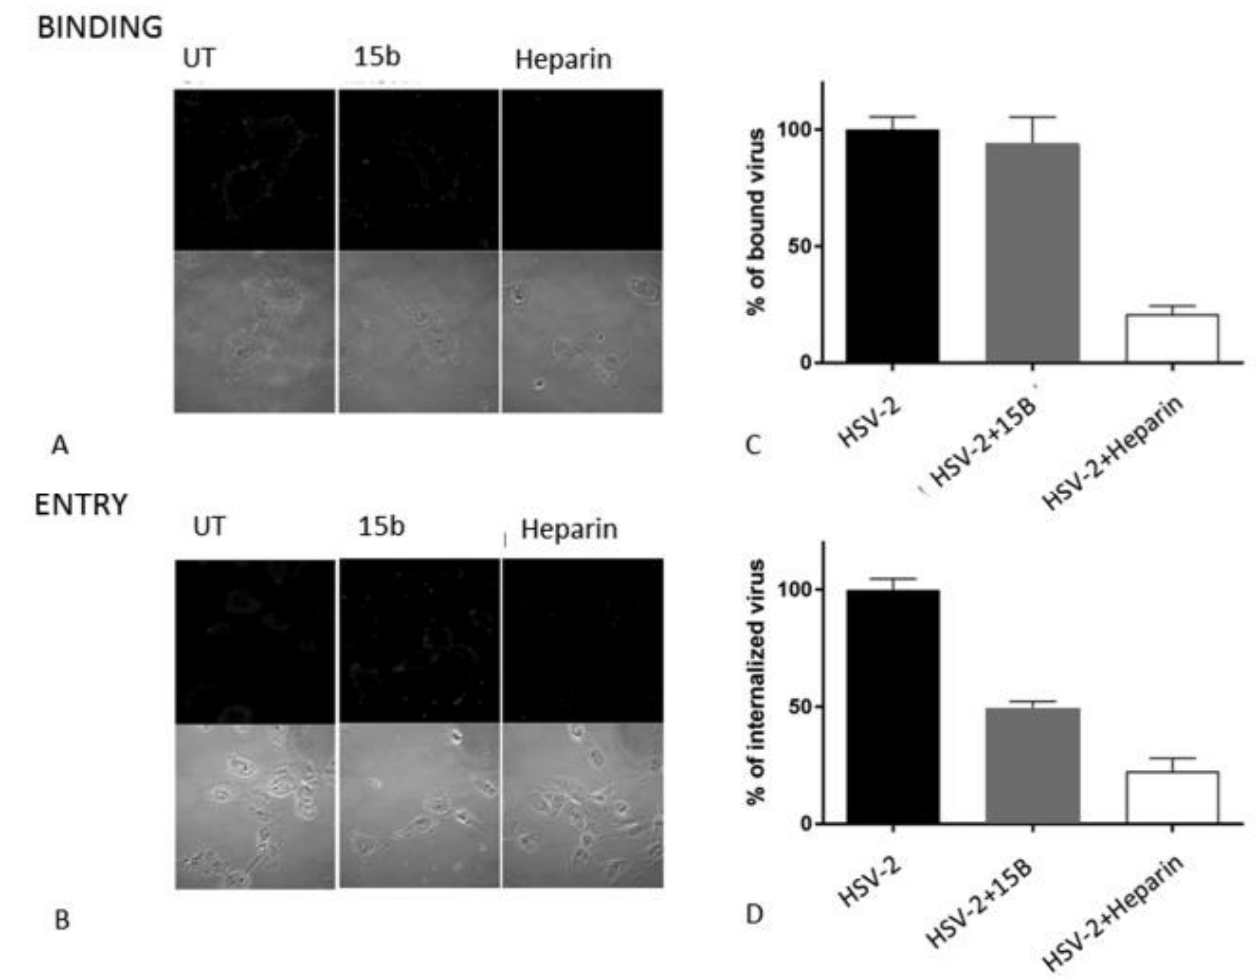 BINDING
UT 15b Heparin
A
% of bound virus
100
50
0
HSV-2
HSV-2+15B
HSV-2+Heparin
C
ENTRY
UT 15b Heparin
B
% of internalized virus
100
50
0
HSV-2
HSV-2+15B
HSV-2+Heparin
D